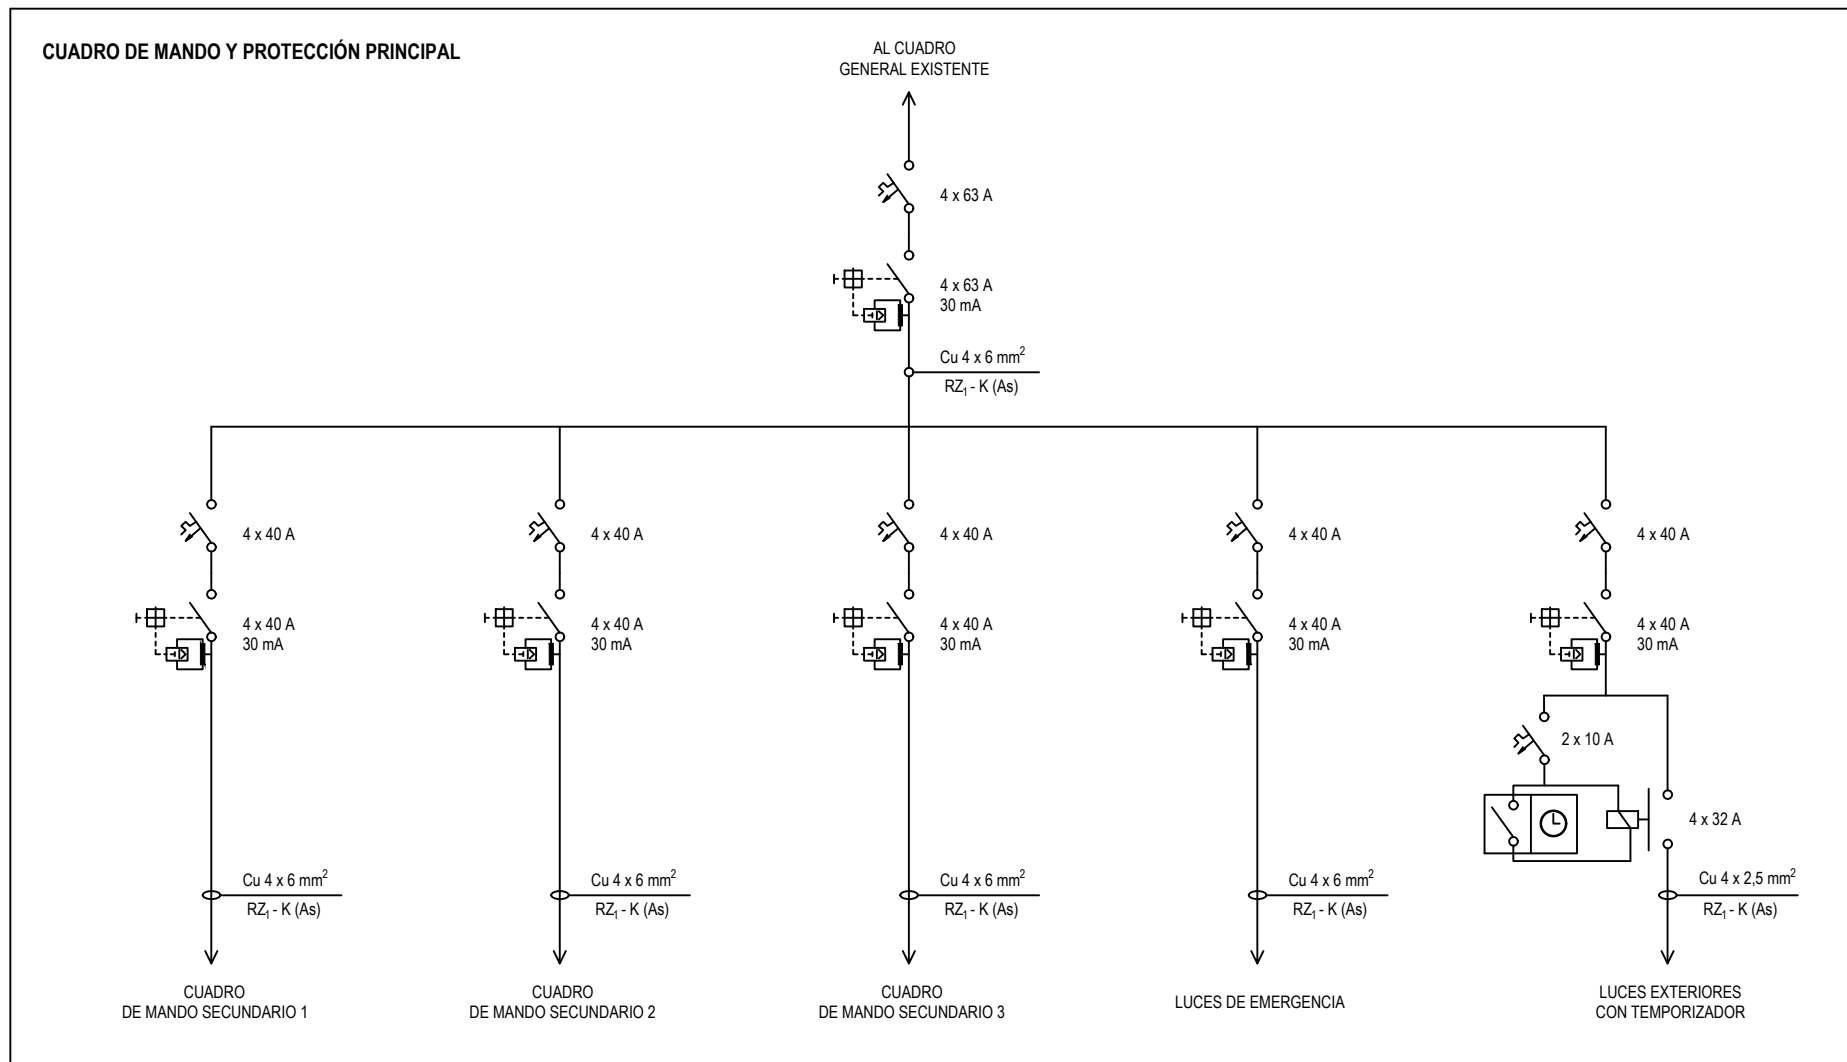 CUADRO DE MANDO Y PROTECCIÓN PRINCIPAL
AL CUADRO
GENERAL EXISTENTE
4 x 63 A
4 x 63 A
30 mA
Cu 4 x 6 mm²
RZ₁ - K (As)
4 x 40 A
4 x 40 A
4 x 40 A
4 x 40 A
4 x 40 A
4 x 40 A
30 mA
4 x 40 A
30 mA
4 x 40 A
30 mA
4 x 40 A
30 mA
4 x 40 A
30 mA
2 x 10 A
4 x 32 A
Cu 4 x 6 mm²
RZ₁ - K (As)
Cu 4 x 6 mm²
RZ₁ - K (As)
Cu 4 x 6 mm²
RZ₁ - K (As)
Cu 4 x 6 mm²
RZ₁ - K (As)
Cu 4 x 2,5 mm²
RZ₁ - K (As)
CUADRO
DE MANDO SECUNDARIO 1
CUADRO
DE MANDO SECUNDARIO 2
CUADRO
DE MANDO SECUNDARIO 3
LUCES DE EMERGENCIA
LUCES EXTERIORES
CON TEMPORIZADOR